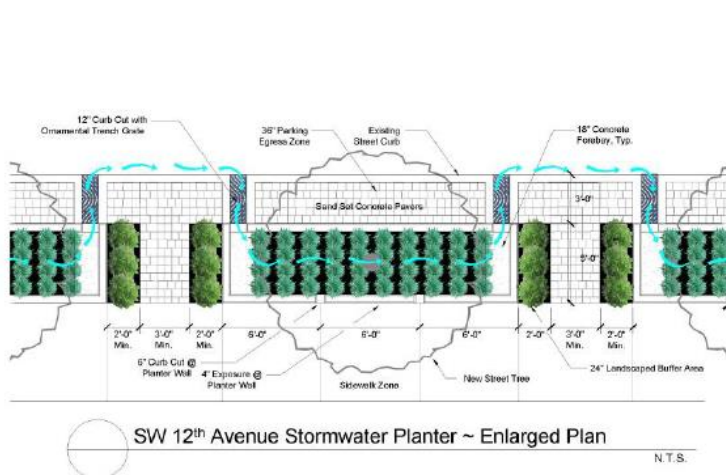 12" Curb Cut with
Ornamental Trench Grate
36" Parking
Egress Zone
Existing
Street Curb
18" Concrete
Forebay, Typ.
Sand Set Concrete Pavers
3'-0"
5'-0"
2'-0"
Min.
3'-0"
Min.
2'-0"
Min.
6'-0"
6'-0"
6'-0"
2'-0"
3'-0"
Min.
2'-0"
Min.
6" Curb Cut @
Planter Wall
4" Exposure @
Planter Wall
Sidewalk Zone
New Street Tree
24" Landscaped Buffer Area
SW 12th Avenue Stormwater Planter ~ Enlarged Plan
N.T.S.